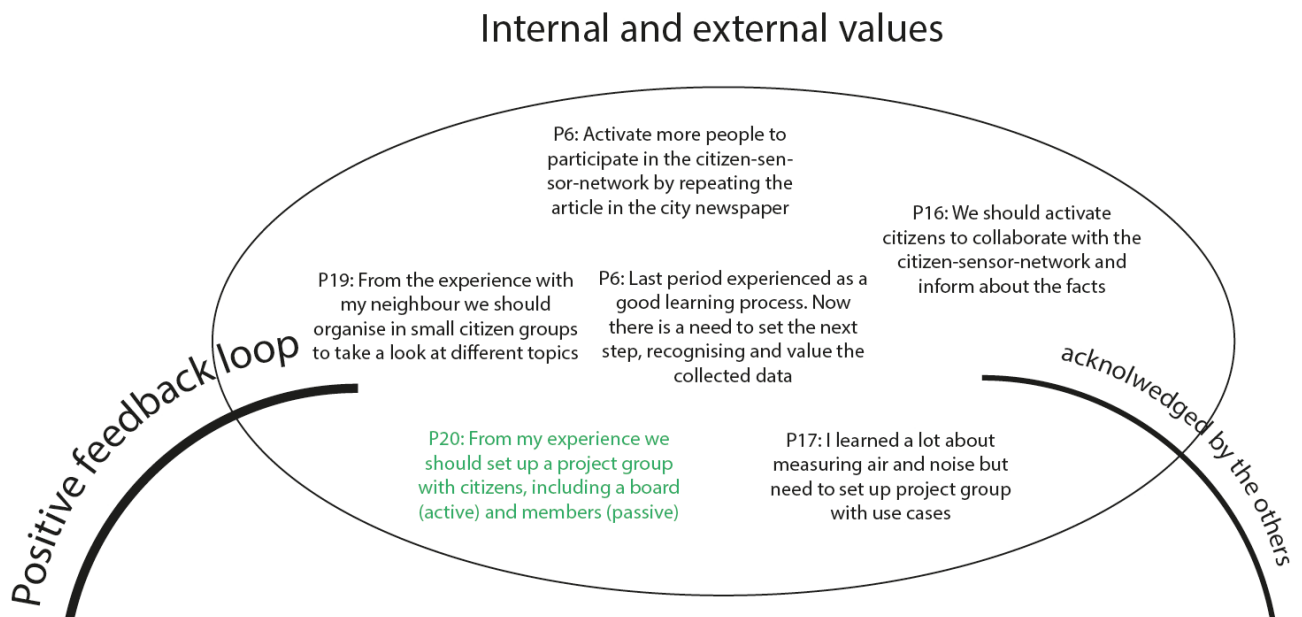 Internal and external values
P6: Activate more people to
participate in the citizen-sen-
sor-network by repeating the
article in the city newspaper
P16: We should activate
citizens to collaborate with the
citizen-sensor-network and
inform about the facts
P19: From the experience with
my neighbour we should
organise in small citizen groups
to take a look at different topics
P6: Last period experienced as a
good learning process. Now
there is a need to set the next
step, recognising and value the
collected data
Positive feedback loop
acknolwedged by the others
P20: From my experience we
should set up a project group
with citizens, including a board
(active) and members (passive)
P17: I learned a lot about
measuring air and noise but
need to set up project group
with use cases